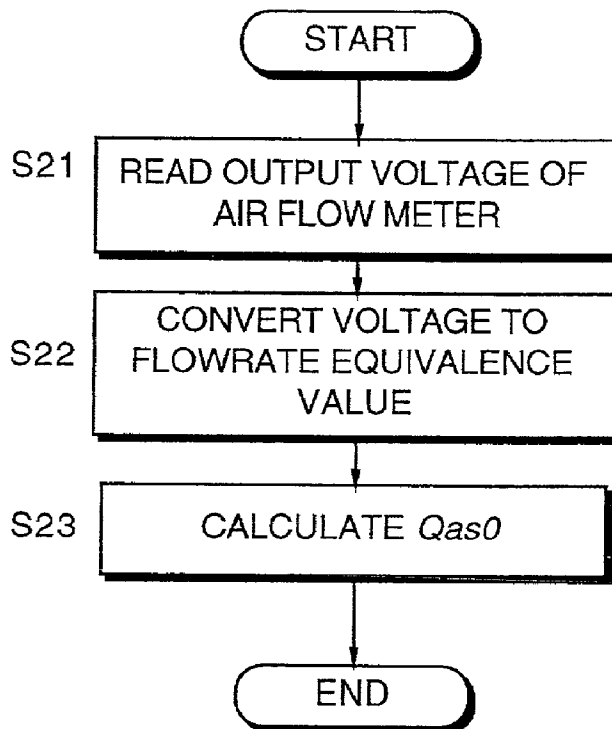 START
S21
READ OUTPUT VOLTAGE OF
AIR FLOW METER
S22
CONVERT VOLTAGE TO
FLOWRATE EQUIVALENCE
VALUE
S23
CALCULATE Qas0
END